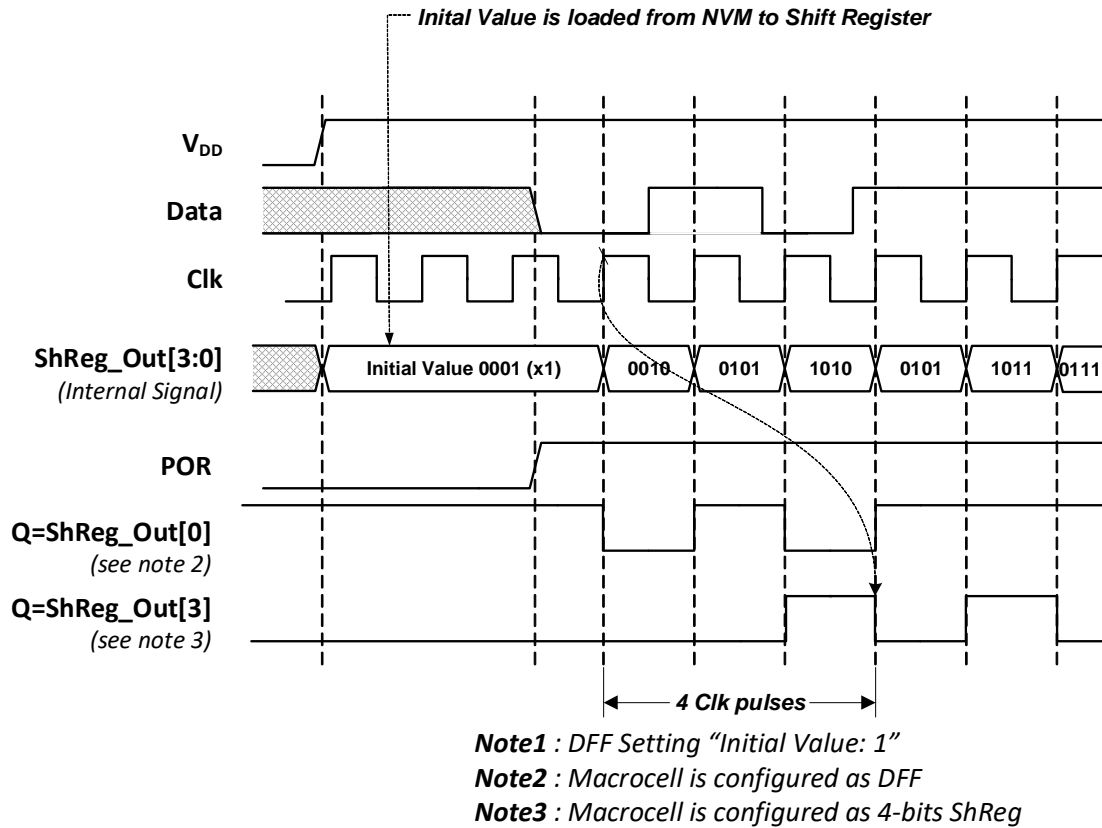 Inital Value is loaded from NVM to Shift Register
VDD
Data
Clk
ShReg_Out[3:0]
(Internal Signal)
Initial Value 0001 (x1) 0010 0101 1010 0101 1011 0111
POR
Q=ShReg_Out[0]
(see note 2)
Q=ShReg_Out[3]
(see note 3)
4 Clk pulses
Note1 : DFF Setting “Initial Value: 1”
Note2 : Macrocell is configured as DFF
Note3 : Macrocell is configured as 4-bits ShReg